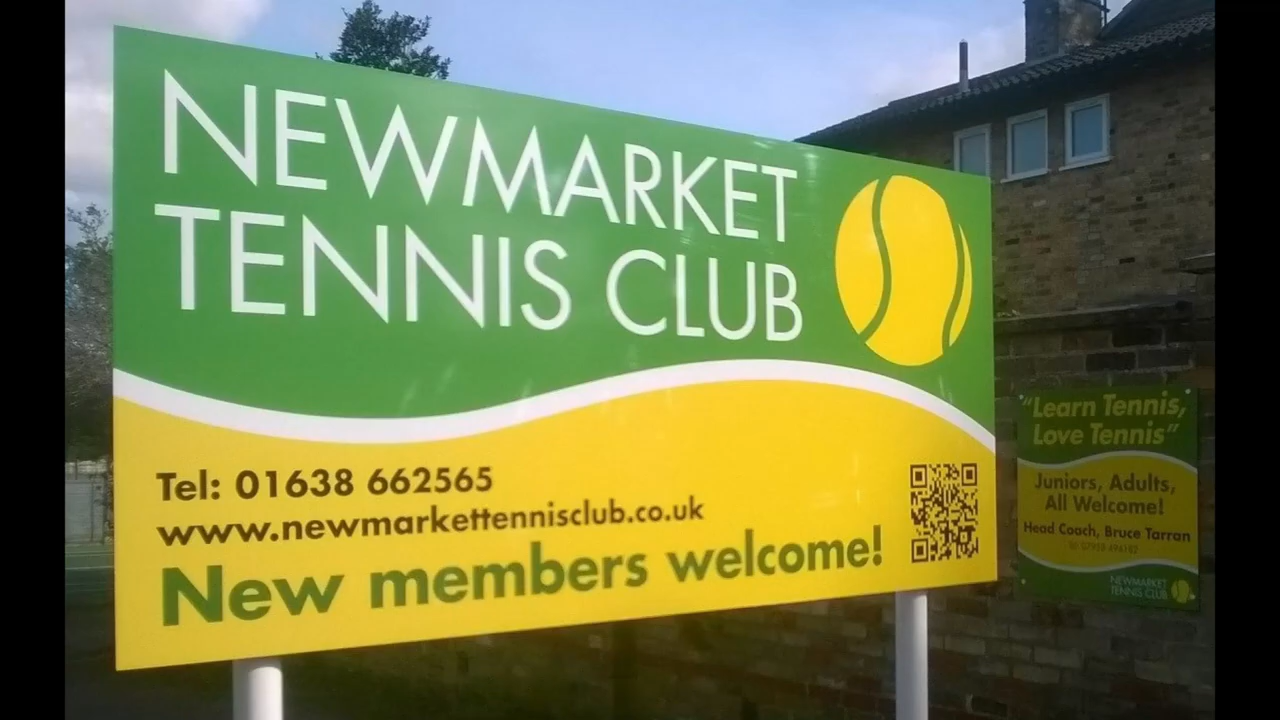 NEWMARKET
TENNIS CLUB
Tel: 01638 662565
www.newmarkettennisclub.co.uk
New members welcome!
"Learn Tennis,
Love Tennis"
Juniors, Adults,
All Welcome!
Head Coach, Bruce Tarran
NEWMARKET
TENNIS CLUB